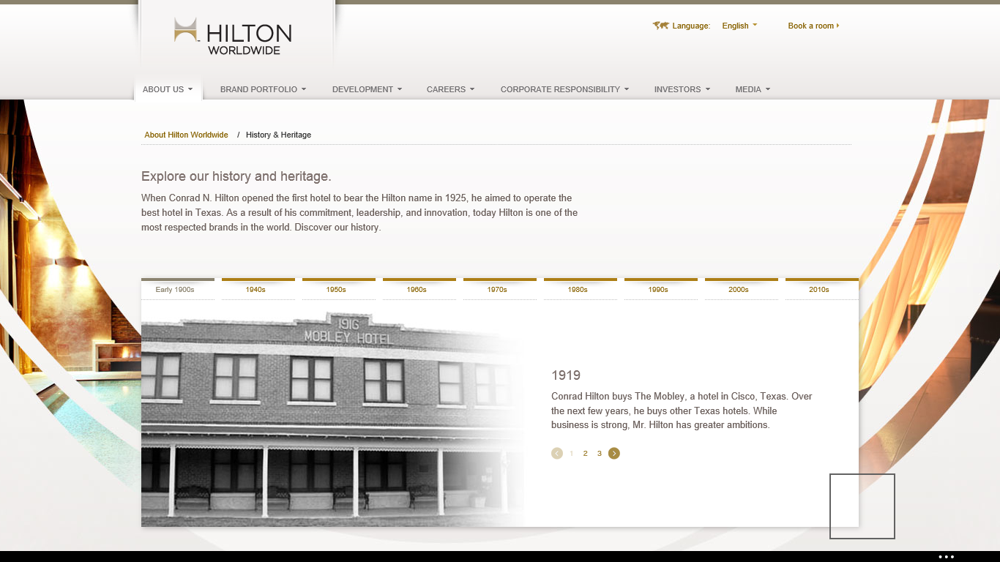 HILTON
WORLDWIDE
Language: English Book a room
ABOUT US BRAND PORTFOLIO DEVELOPMENT CAREERS CORPORATE RESPONSIBILITY INVESTORS MEDIA
About Hilton Worldwide / History & Heritage
Explore our history and heritage.
When Conrad N. Hilton opened the first hotel to bear the Hilton name in 1925, he aimed to operate the
best hotel in Texas. As a result of his commitment, leadership, and innovation, today Hilton is one of the
most respected brands in the world. Discover our history.
Early 1900s 1940s 1950s 1960s 1970s 1980s 1990s 2000s 2010s
1916
MOBLEY HOTEL
1919
Conrad Hilton buys The Mobley, a hotel in Cisco, Texas. Over
the next few years, he buys other Texas hotels. While
business is strong, Mr. Hilton has greater ambitions.
1 2 3